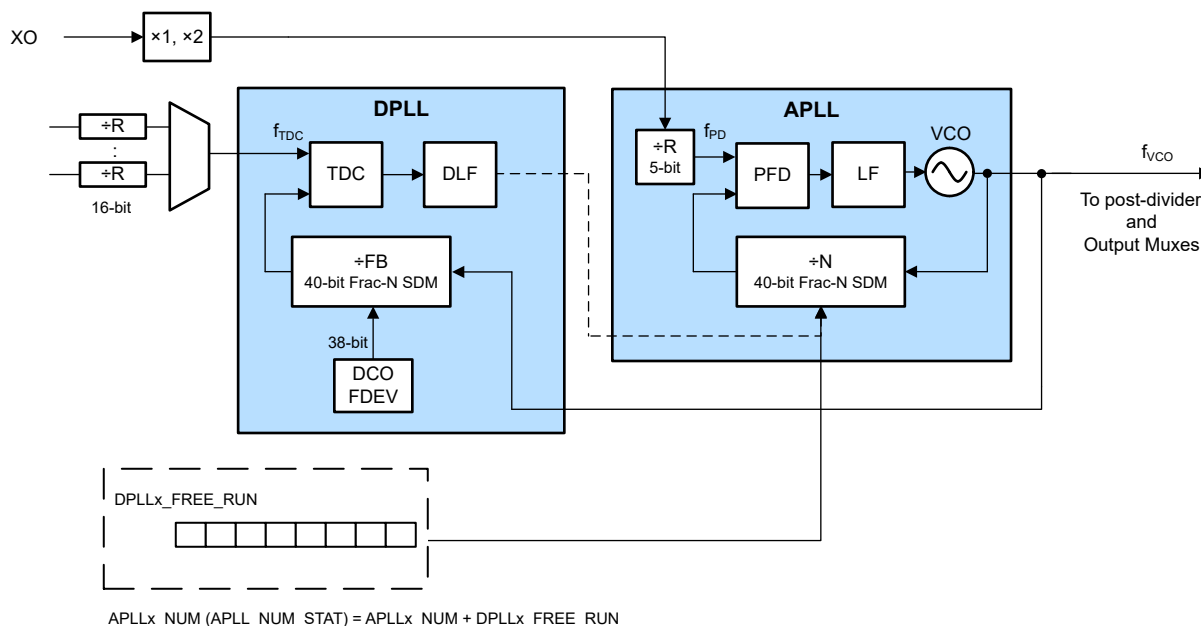 XO
×1, ×2
DPLL
APLL
÷R
:
÷R
16-bit
fTDC
TDC
DLF
÷R
5-bit
fPD
PFD
LF
VCO
fVCO
To post-divider
and
Output Muxes
÷FB
40-bit Frac-N SDM
÷N
40-bit Frac-N SDM
38-bit
DCO
FDEV
DPLLx_FREE_RUN
APLLx_NUM (APLL_NUM_STAT) = APLLx_NUM + DPLLx_FREE_RUN